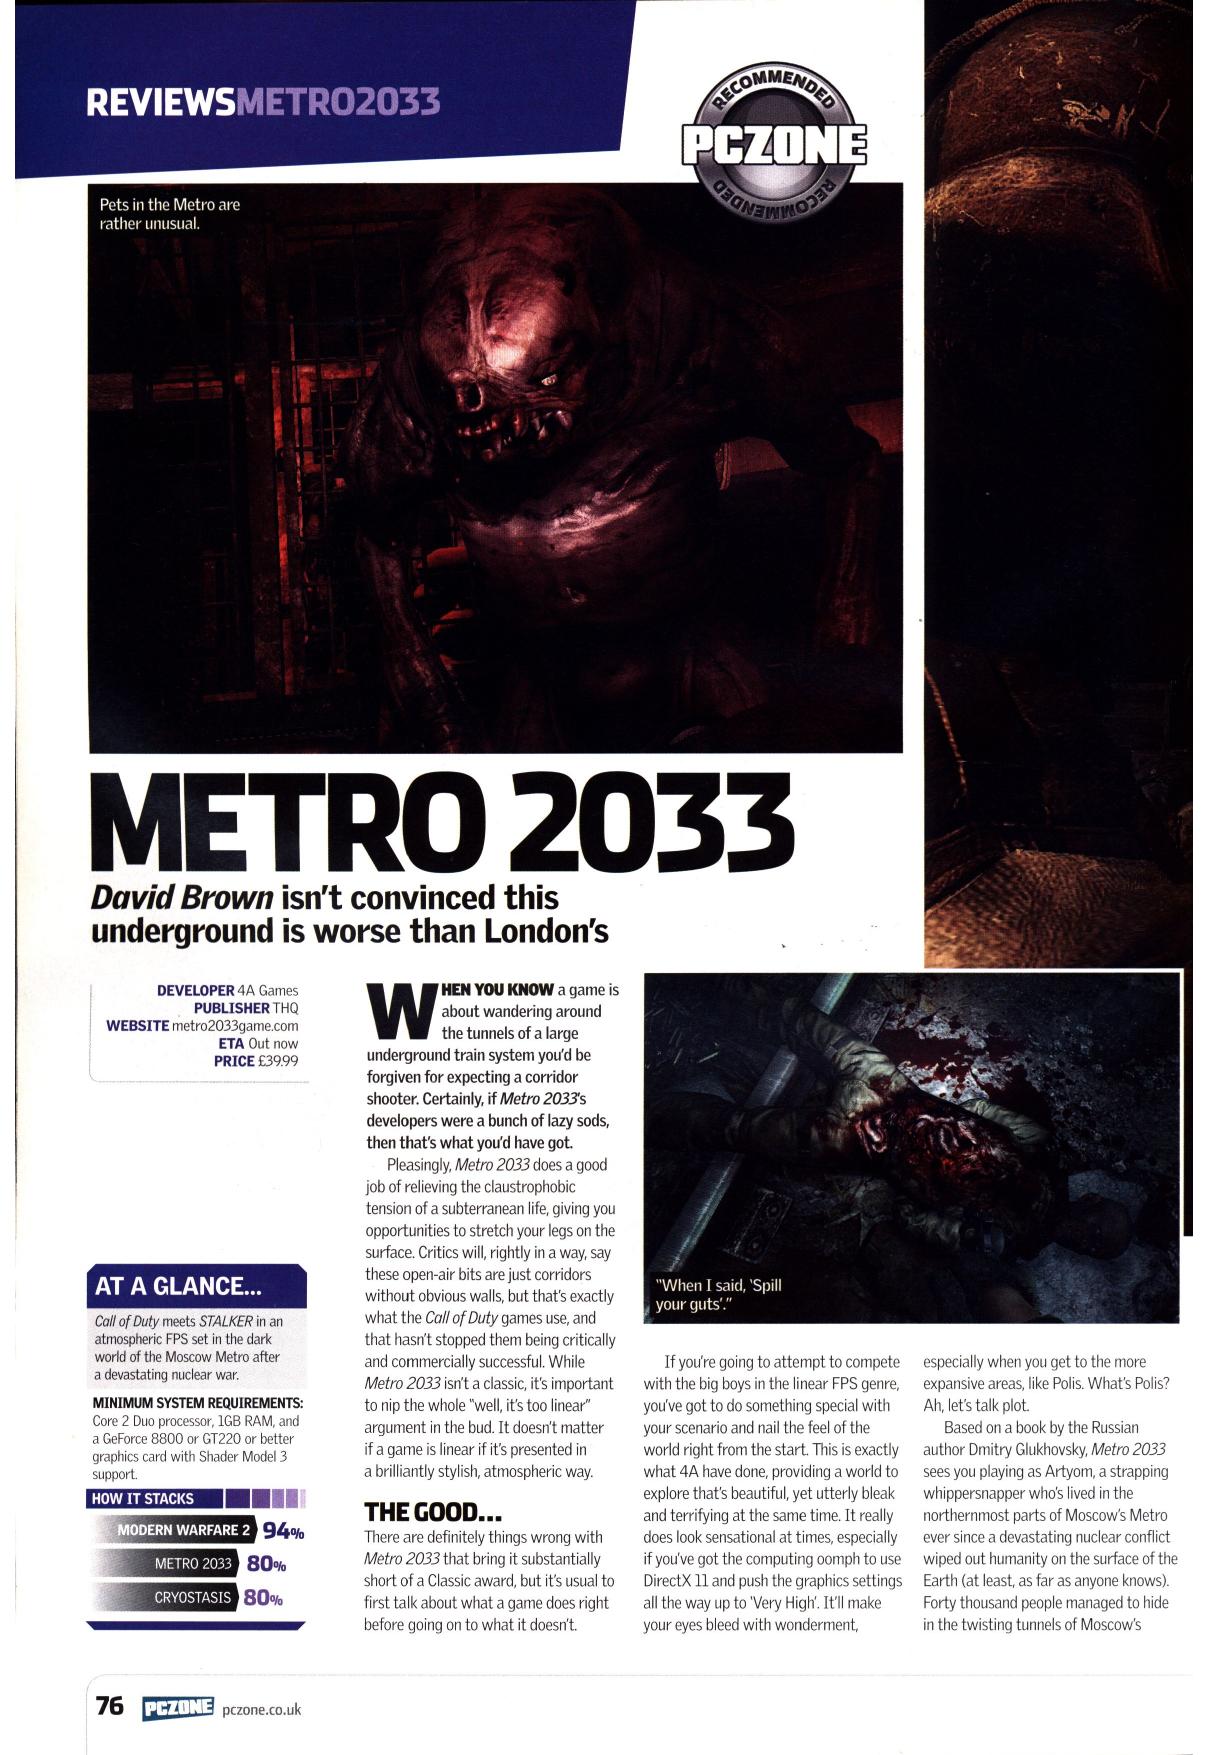 REVIEWSMETRO2033
RECOMMENDED
PCZONE
RECOMMENDED
Pets in the Metro are
rather unusual.
METRO 2033
David Brown isn't convinced this
underground is worse than London's
DEVELOPER 4A Games
PUBLISHER THQ
WEBSITE metro2033game.com
ETA Out now
PRICE £39.99
AT A GLANCE...
Call of Duty meets STALKER in an
atmospheric FPS set in the dark
world of the Moscow Metro after
a devastating nuclear war.
MINIMUM SYSTEM REQUIREMENTS:
Core 2 Duo processor, 1GB RAM, and
a GeForce 8800 or GT220 or better
graphics card with Shader Model 3
support.
HOW IT STACKS
MODERN WARFARE 2 94%
METRO 2033 80%
CRYOSTASIS 80%
WHEN YOU KNOW a game is
about wandering around
the tunnels of a large
underground train system you'd be
forgiven for expecting a corridor
shooter. Certainly, if Metro 2033's
developers were a bunch of lazy sods,
then that's what you'd have got.
Pleasingly, Metro 2033 does a good
job of relieving the claustrophobic
tension of a subterranean life, giving you
opportunities to stretch your legs on the
surface. Critics will, rightly in a way, say
these open-air bits are just corridors
without obvious walls, but that's exactly
what the Call of Duty games use, and
that hasn't stopped them being critically
and commercially successful. While
Metro 2033 isn't a classic, it's important
to nip the whole "well, it's too linear"
argument in the bud. It doesn't matter
if a game is linear if it's presented in
a brilliantly stylish, atmospheric way.
THE GOOD...
There are definitely things wrong with
Metro 2033 that bring it substantially
short of a Classic award, but it's usual to
first talk about what a game does right
before going on to what it doesn't.
"When I said, 'Spill
your guts'."
If you're going to attempt to compete
with the big boys in the linear FPS genre,
you've got to do something special with
your scenario and nail the feel of the
world right from the start. This is exactly
what 4A have done, providing a world to
explore that's beautiful, yet utterly bleak
and terrifying at the same time. It really
does look sensational at times, especially
if you've got the computing oomph to use
DirectX 11 and push the graphics settings
all the way up to 'Very High'. It'll make
your eyes bleed with wonderment,
especially when you get to the more
expansive areas, like Polis. What's Polis?
Ah, let's talk plot.
Based on a book by the Russian
author Dmitry Glukhovsky, Metro 2033
sees you playing as Artyom, a strapping
whippersnapper who's lived in the
northernmost parts of Moscow's Metro
ever since a devastating nuclear conflict
wiped out humanity on the surface of the
Earth (at least, as far as anyone knows).
Forty thousand people managed to hide
in the twisting tunnels of Moscow's
76 PCZONE pczone.co.uk